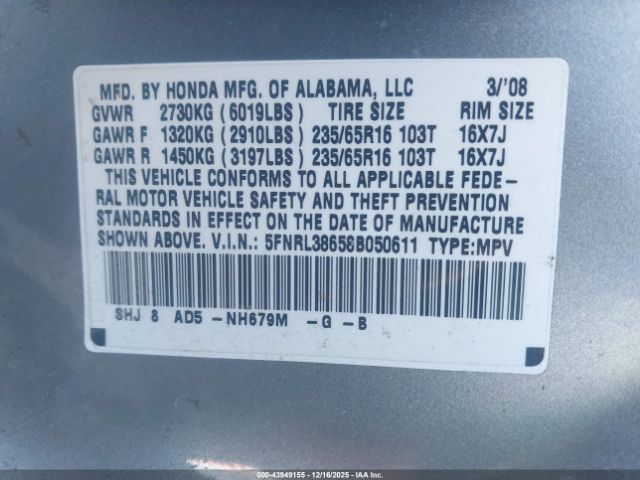 MFD. BY HONDA MFG. OF ALABAMA, LLC 3/'08
GVWR 2730KG (6019LBS) TIRE SIZE RIM SIZE
GAWR F 1320KG (2910LBS) 235/65R16 103T 16X7J
GAWR R 1450KG (3197LBS) 235/65R16 103T 16X7J
THIS VEHICLE CONFORMS TO ALL APPLICABLE FEDE-
RAL MOTOR VEHICLE SAFETY AND THEFT PREVENTION
STANDARDS IN EFFECT ON THE DATE OF MANUFACTURE
SHOWN ABOVE. V.I.N.: 5FNRL38658B050611 TYPE:MPV
SHJ 8 AD5 -NH679M -G -B
© IAA-43949155 - 12/16/2025 - IAA, Inc.